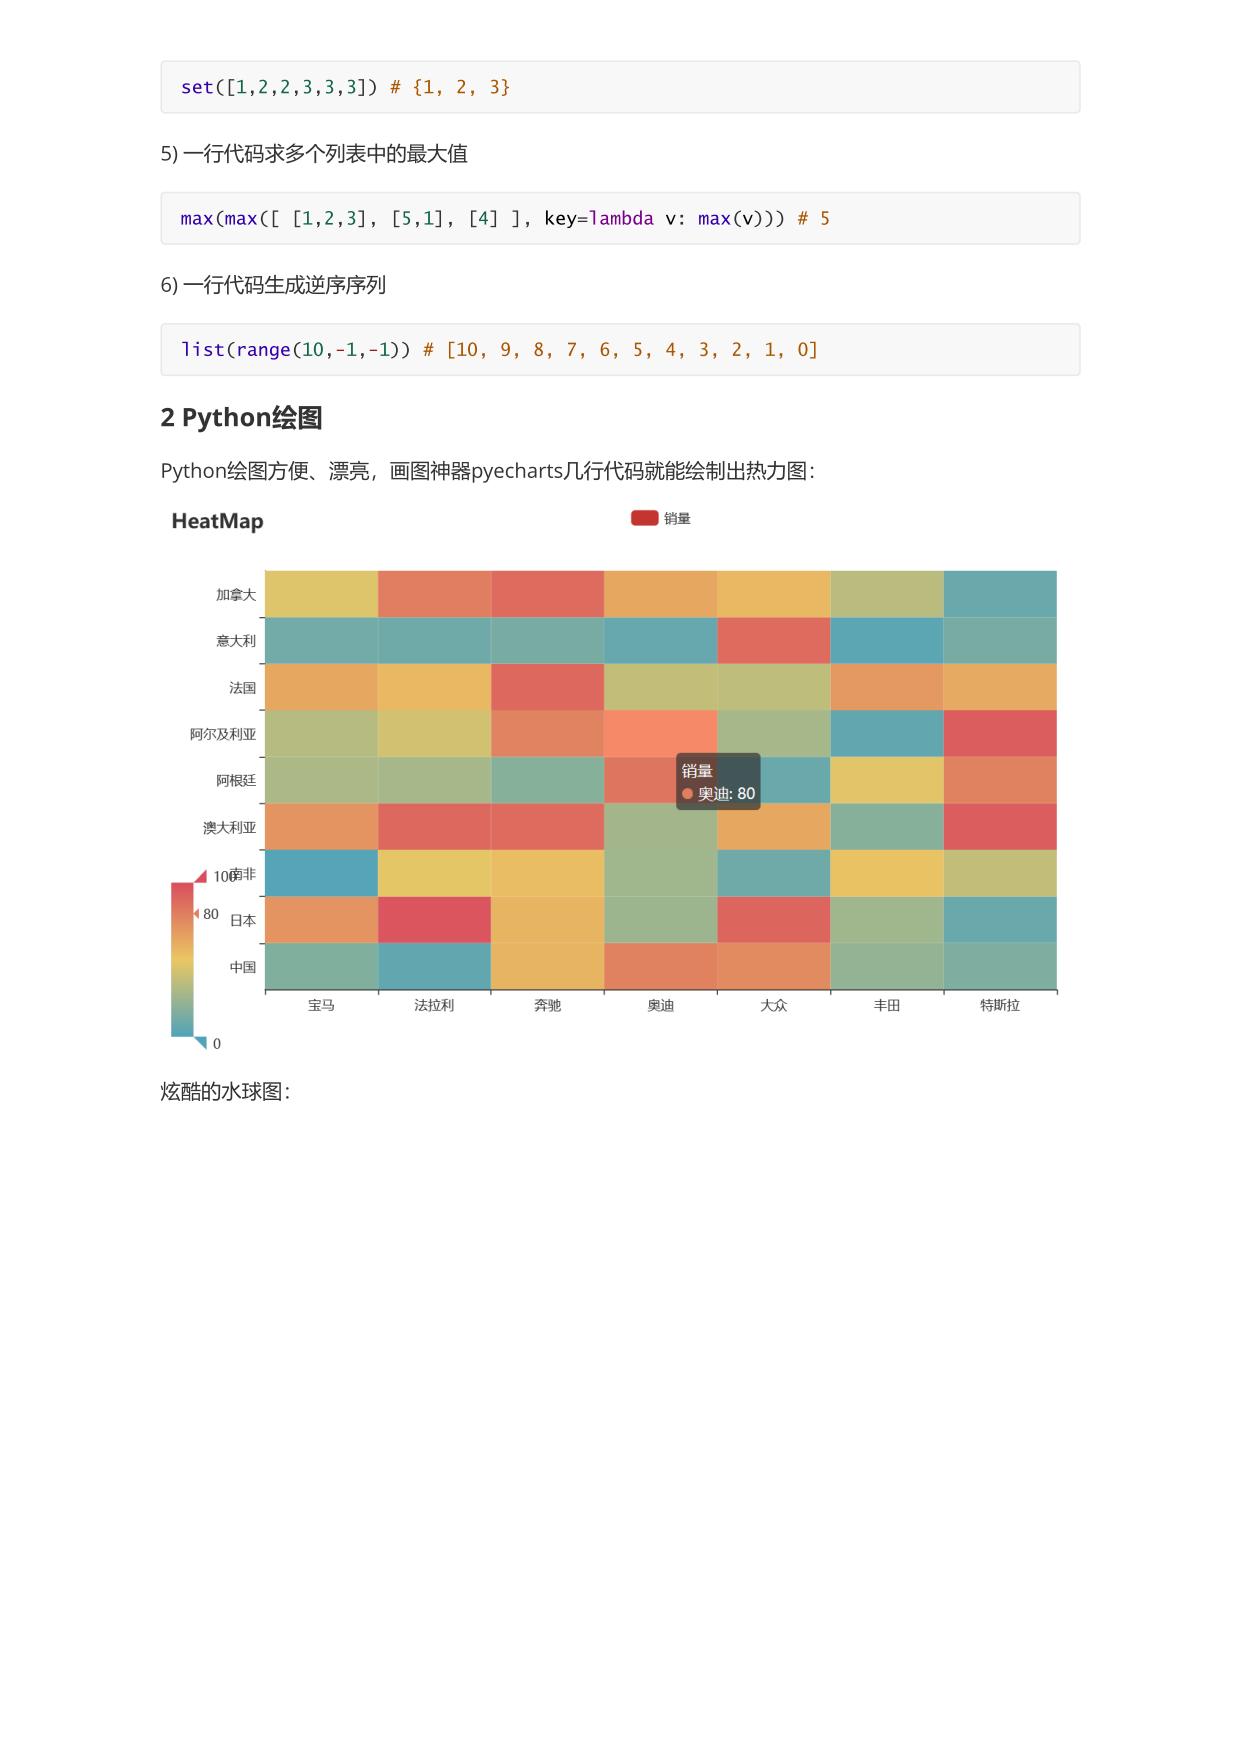 set([1,2,2,3,3,3]) # {1, 2, 3}
5) 一行代码求多个列表中的最大值
max(max([ [1,2,3], [5,1], [4] ], key=lambda v: max(v))) # 5
6) 一行代码生成逆序序列
list(range(10,-1,-1)) # [10, 9, 8, 7, 6, 5, 4, 3, 2, 1, 0]
2 Python绘图
Python绘图方便、漂亮，画图神器pyecharts几行代码就能绘制出热力图：
HeatMap
销量
加拿大
意大利
法国
阿尔及利亚
阿根廷
销量
奥迪: 80
澳大利亚
南非
100
80
日本
中国
宝马 法拉利 奔驰 奥迪 大众 丰田 特斯拉
0
炫酷的水球图：